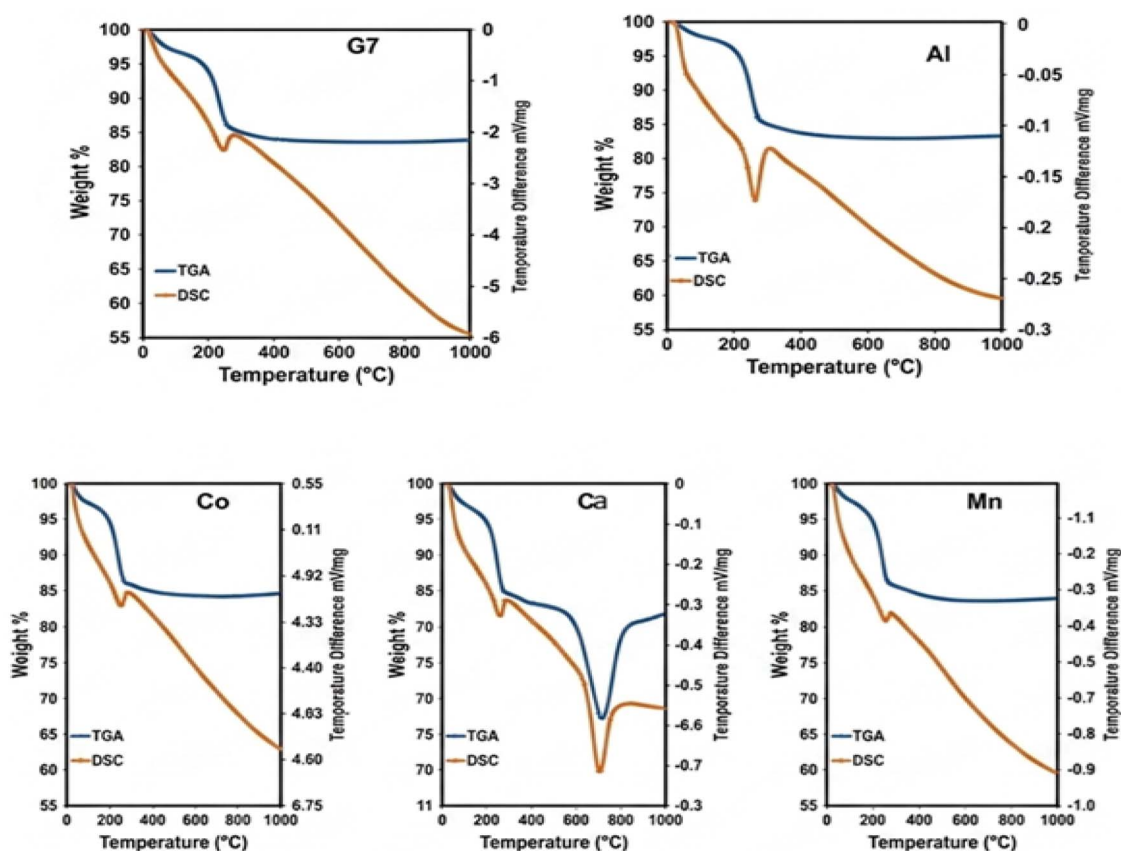 G7
100
95
90
85
80
75
70
65
60
55
0
-1
-2
-3
-4
-5
-6
Weight %
Temporature Difference mV/mg
TGA
DSC
0 200 400 600 800 1000
Temperature (°C)
Al
100
95
90
85
80
75
70
65
60
55
0
-0.05
-0.1
-0.15
-0.2
-0.25
-0.3
Weight %
Temporature Difference mV/mg
TGA
DSC
0 200 400 600 800 1000
Temperature (°C)
Co
100
95
90
85
80
75
70
65
60
55
0.55
0.11
4.92
4.33
4.40
4.63
4.60
6.75
Woight %
Temporature Difference mV/mg
TGA
DSC
0 200 400 600 800 1000
Temperature (°C)
Ca
100
95
90
85
80
75
70
75
70
11
0
-0.1
-0.2
-0.3
-0.4
-0.5
-6.6
-0.7
-0.3
Weight %
Temporature Difference mV/mg
TGA
DSC
0 200 400 600 800 1000
Temperature (°C)
Mn
100
95
90
85
80
75
70
65
60
55
-1.1
-0.2
-0.3
-0.4
-0.5
-0.6
-0.7
-0.8
-0.9
-1.0
Weight %
Temporature Difference mV/mg
TGA
DSC
0 200 400 600 800 1000
Temperature (°C)